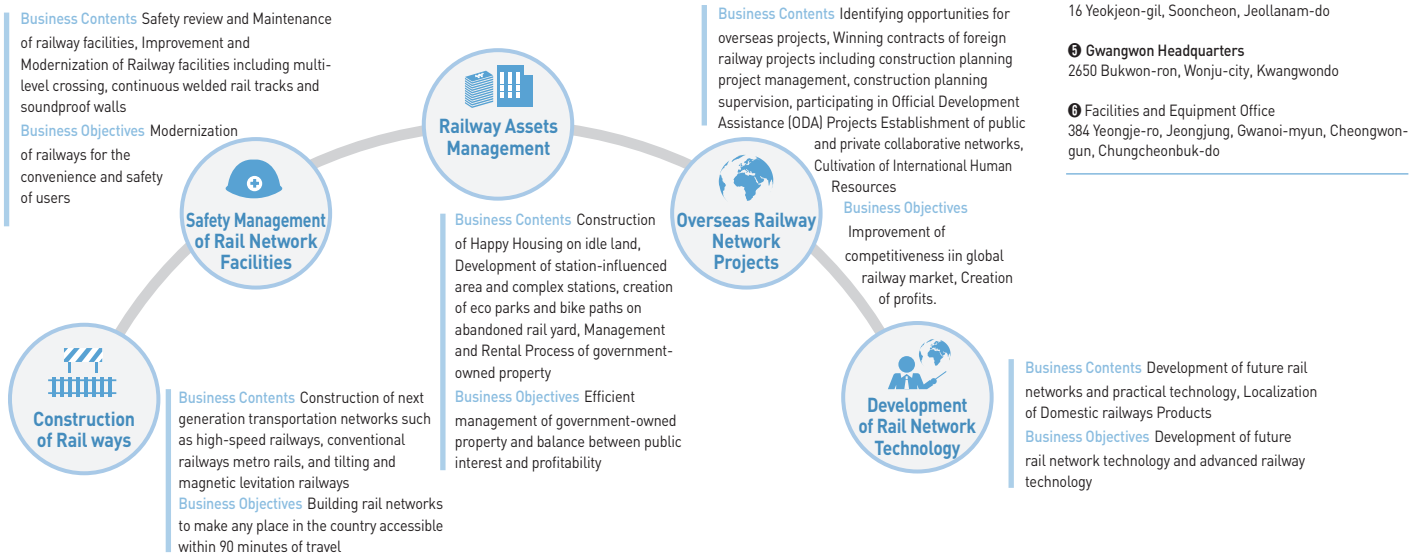 Business Contents Safety review and Maintenance
of railway facilities, Improvement and
Modernization of Railway facilities including multi-
level crossing, continuous welded rail tracks and
soundproof walls
Business Objectives Modernization
of railways for the
convenience and safety
of users
Safety Management
of Rail Network
Facilities
Construction
of Rail ways
Business Contents Construction of next
generation transportation networks such
as high-speed railways, conventional
railways metro rails, and tilting and
magnetic levitation railways
Business Objectives Building rail networks
to make any place in the country accessible
within 90 minutes of travel
Railway Assets
Management
Business Contents Construction
of Happy Housing on idle land,
Development of station-influenced
area and complex stations, creation
of eco parks and bike paths on
abandoned rail yard, Management
and Rental Process of government-
owned property
Business Objectives Efficient
management of government-owned
property and balance between public
interest and profitability
Business Contents Identifying opportunities for
overseas projects, Winning contracts of foreign
railway projects including construction planning
project management, construction planning
supervision, participating in Official Development
Assistance (ODA) Projects Establishment of public
and private collaborative networks,
Cultivation of International Human
Resources
Business Objectives
Improvement of
competitiveness iin global
railway market, Creation
of profits.
Overseas Railway
Network
Projects
Development
of Rail Network
Technology
Business Contents Development of future rail
networks and practical technology, Localization
of Domestic railways Products
Business Objectives Development of future
rail network technology and advanced railway
technology
16 Yeokjeon-gil, Sooncheon, Jeollanam-do
❺ Gwangwon Headquarters
2650 Bukwon-ron, Wonju-city, Kwangwondo
❻ Facilities and Equipment Office
384 Yeongje-ro, Jeongjung, Gwanoi-myun, Cheongwon-
gun, Chungcheonbuk-do